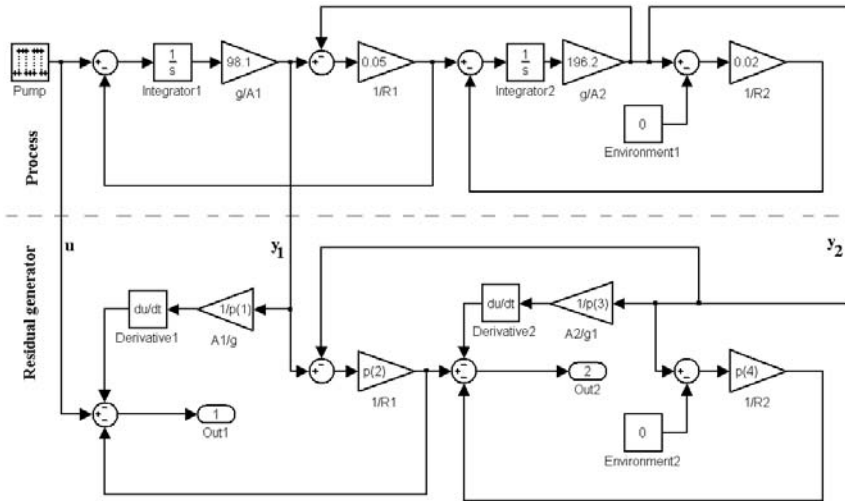 Pump
+
−
1
s
Integrator1
98.1
g/A1
+
−
0.05
1/R1
+
−
1
s
Integrator2
196.2
g/A2
+
−
0.02
1/R2
0
Environment1
Process
u
y1
y2
Residual generator
du/dt
Derivative1
1/p(1)
A1/g
du/dt
Derivative2
1/p(3)
A2/g1
+
−
−
1
Out1
+
−
p(2)
1/R1
+
−
−
2
Out2
+
−
p(4)
1/R2
0
Environment2